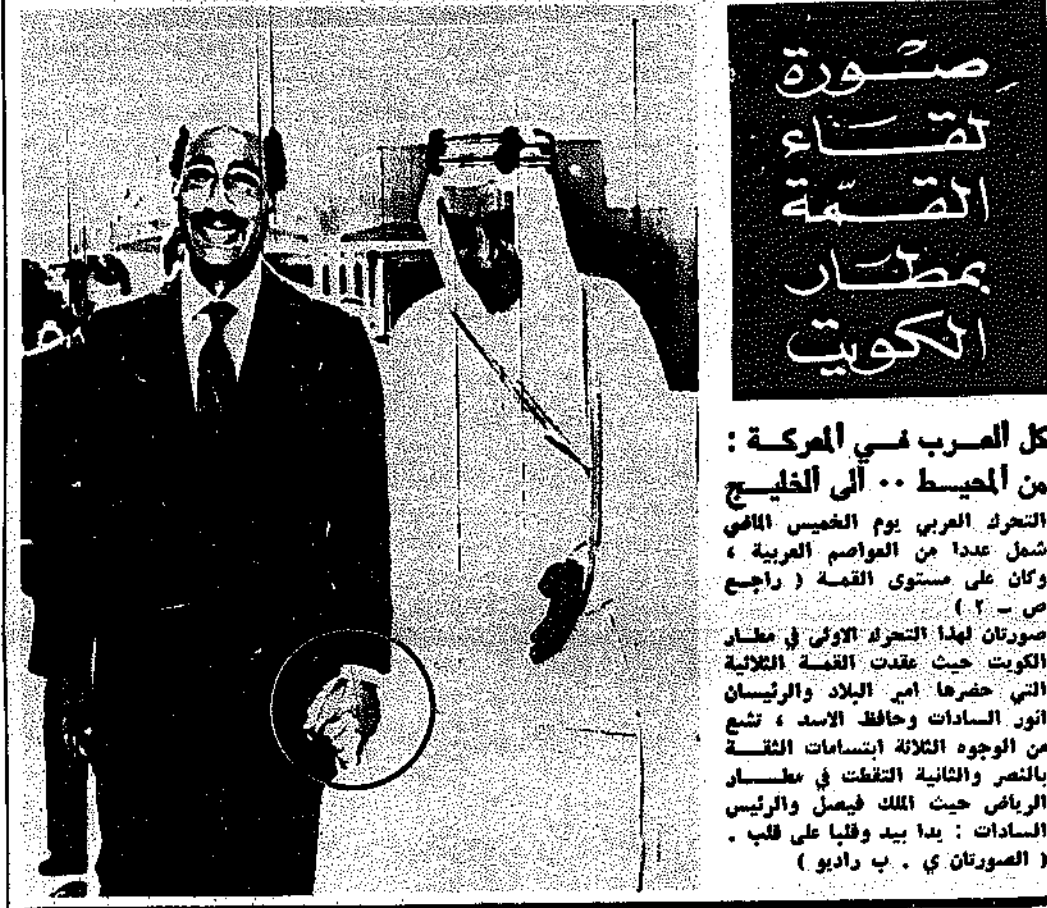 صورة
لقاء
القمة
بمطار
الكويت
كل العرب في المعركة :
من المحيط ٠٠ الى الخليج
التحرك العربي يوم الخميس الماضي
شمل عددا من العواصم العربية ،
وكان على مستوى القمة ( راجع
ص ــ ٢ )
صورتان لهذا التحرك الاولى في مطار
الكويت حيث عقدت القمة الثلاثية
التي حضرها امير البلاد والرئيسان
انور السادات وحافظ الاسد ، تشع
من الوجوه الثلاثة ابتسامات الثقة
بالنصر والثانية التقطت في مطار
الرياض حيث الملك فيصل والرئيس
السادات : يدا بيد وقلبا على قلب .
( الصورتان ي . ب راديو )